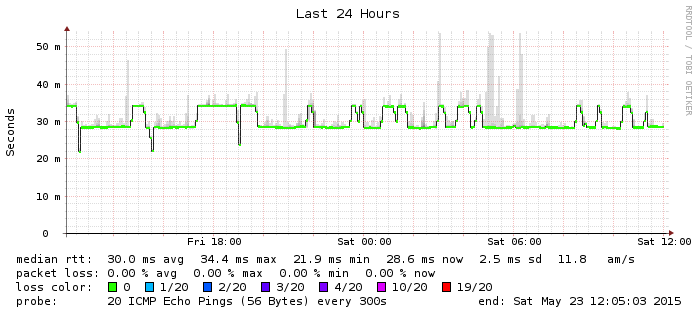 Last 24 Hours
RRDTOOL / TOBI OETIKER
Seconds
50 m
40 m
30 m
20 m
10 m
0
Fri 18:00 Sat 00:00 Sat 06:00 Sat 12:00
median rtt: 30.0 ms avg 34.4 ms max 21.9 ms min 28.6 ms now 2.5 ms sd 11.8 am/s
packet loss: 0.00 % avg 0.00 % max 0.00 % min 0.00 % now
loss color: 0 1/20 2/20 3/20 4/20 10/20 19/20
probe: 20 ICMP Echo Pings (56 Bytes) every 300s end: Sat May 23 12:05:03 2015